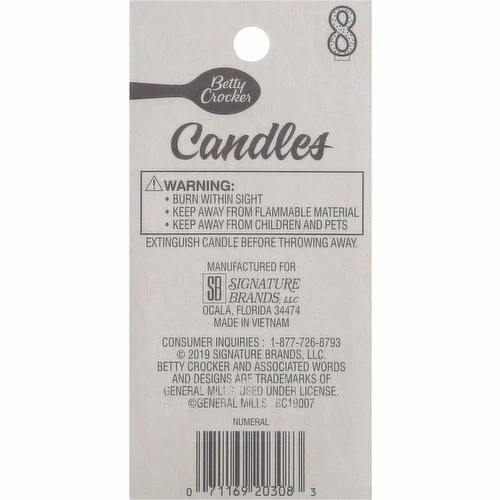 8
Betty
Crocker
Candles
⚠WARNING:
• BURN WITHIN SIGHT
• KEEP AWAY FROM FLAMMABLE MATERIAL
• KEEP AWAY FROM CHILDREN AND PETS
EXTINGUISH CANDLE BEFORE THROWING AWAY.
MANUFACTURED FOR
SB SIGNATURE
BRANDS, LLC
OCALA, FLORIDA 34474
MADE IN VIETNAM
CONSUMER INQUIRIES: 1-877-726-8793
© 2019 SIGNATURE BRANDS, LLC.
BETTY CROCKER AND ASSOCIATED WORDS
AND DESIGNS ARE TRADEMARKS OF
GENERAL MILLS USED UNDER LICENSE.
©GENERAL MILLS BC19007
NUMERAL
0 71169 20308 3